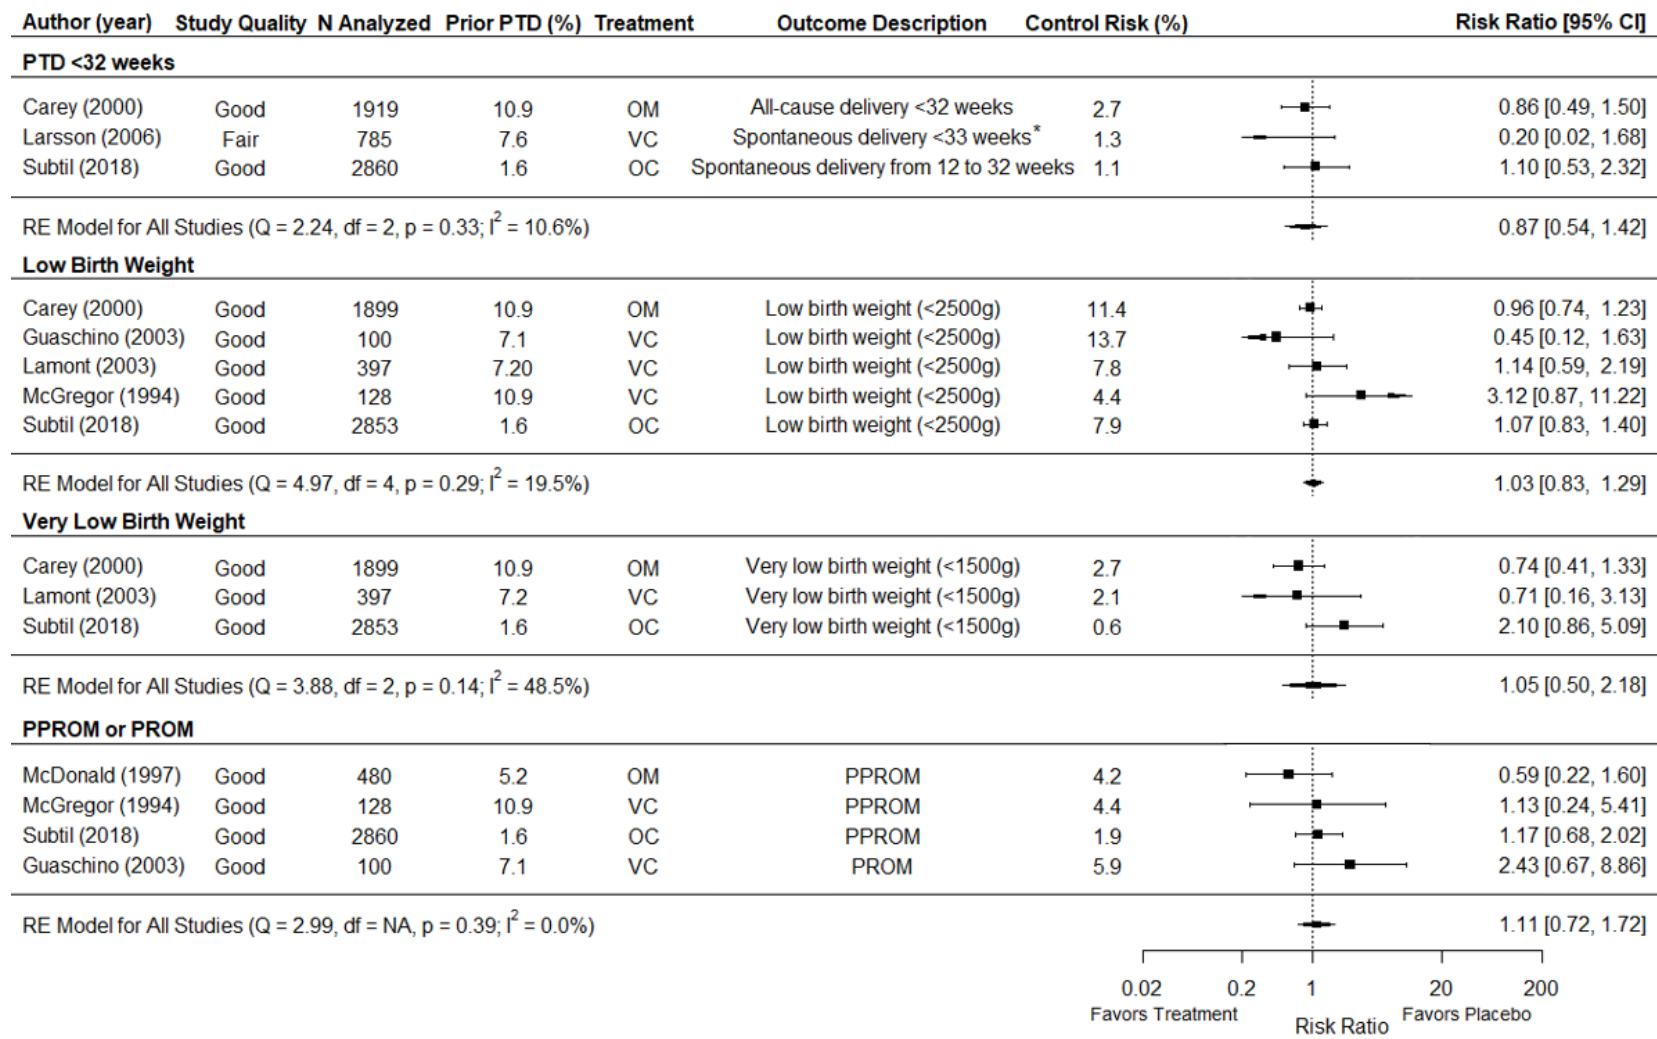 Author (year) Study Quality N Analyzed Prior PTD (%) Treatment Outcome Description Control Risk (%) Risk Ratio [95% CI]
PTD <32 weeks
Carey (2000) Good 1919 10.9 OM All-cause delivery <32 weeks 2.7 0.86 [0.49, 1.50]
Larsson (2006) Fair 785 7.6 VC Spontaneous delivery <33 weeks* 1.3 0.20 [0.02, 1.68]
Subtil (2018) Good 2860 1.6 OC Spontaneous delivery from 12 to 32 weeks 1.1 1.10 [0.53, 2.32]
RE Model for All Studies (Q = 2.24, df = 2, p = 0.33; I² = 10.6%) 0.87 [0.54, 1.42]
Low Birth Weight
Carey (2000) Good 1899 10.9 OM Low birth weight (<2500g) 11.4 0.96 [0.74, 1.23]
Guaschino (2003) Good 100 7.1 VC Low birth weight (<2500g) 13.7 0.45 [0.12, 1.63]
Lamont (2003) Good 397 7.20 VC Low birth weight (<2500g) 7.8 1.14 [0.59, 2.19]
McGregor (1994) Good 128 10.9 VC Low birth weight (<2500g) 4.4 3.12 [0.87, 11.22]
Subtil (2018) Good 2853 1.6 OC Low birth weight (<2500g) 7.9 1.07 [0.83, 1.40]
RE Model for All Studies (Q = 4.97, df = 4, p = 0.29; I² = 19.5%) 1.03 [0.83, 1.29]
Very Low Birth Weight
Carey (2000) Good 1899 10.9 OM Very low birth weight (<1500g) 2.7 0.74 [0.41, 1.33]
Lamont (2003) Good 397 7.2 VC Very low birth weight (<1500g) 2.1 0.71 [0.16, 3.13]
Subtil (2018) Good 2853 1.6 OC Very low birth weight (<1500g) 0.6 2.10 [0.86, 5.09]
RE Model for All Studies (Q = 3.88, df = 2, p = 0.14; I² = 48.5%) 1.05 [0.50, 2.18]
PPROM or PROM
McDonald (1997) Good 480 5.2 OM PPROM 4.2 0.59 [0.22, 1.60]
McGregor (1994) Good 128 10.9 VC PPROM 4.4 1.13 [0.24, 5.41]
Subtil (2018) Good 2860 1.6 OC PPROM 1.9 1.17 [0.68, 2.02]
Guaschino (2003) Good 100 7.1 VC PROM 5.9 2.43 [0.67, 8.86]
RE Model for All Studies (Q = 2.99, df = NA, p = 0.39; I² = 0.0%) 1.11 [0.72, 1.72]
0.02 0.2 1 20 200
Favors Treatment Risk Ratio Favors Placebo